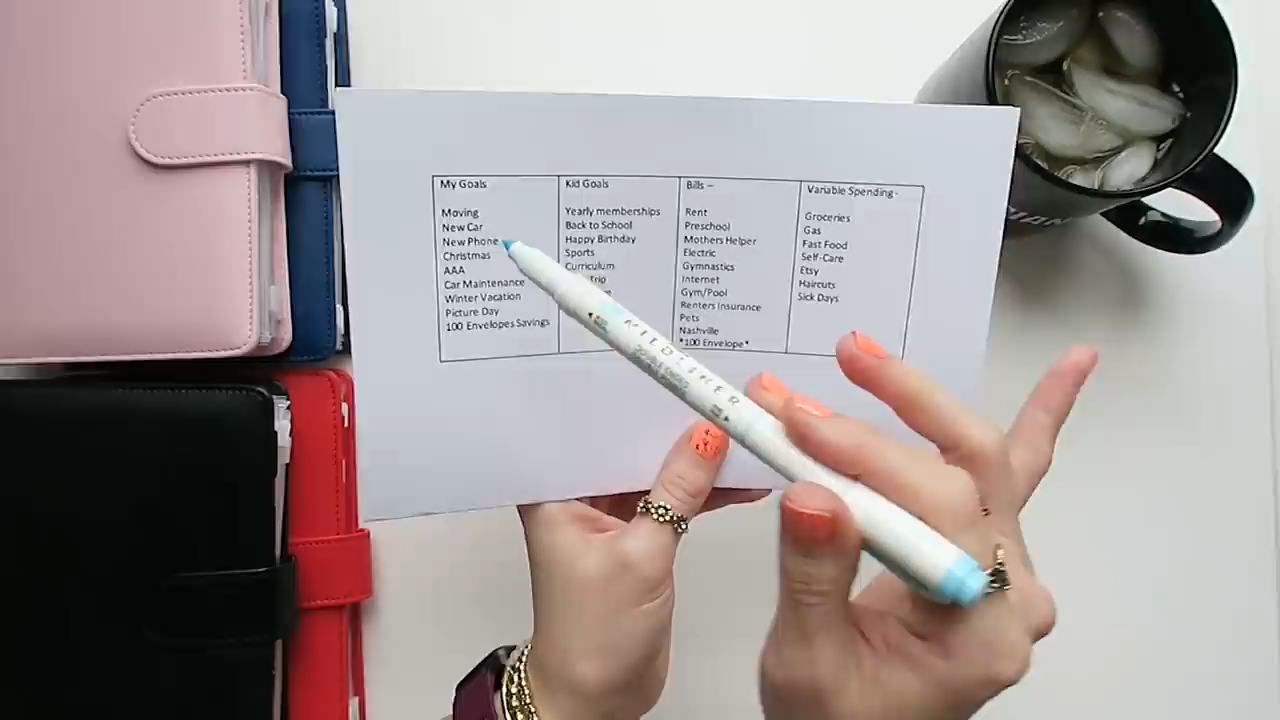 My Goals
Moving
New Car
New Phone
Christmas
AAA
Car Maintenance
Winter Vacation
Picture Day
100 Envelopes Savings
Kid Goals
Yearly memberships
Back to School
Happy Birthday
Sports
Curriculum
Trip
Bills –
Rent
Preschool
Mothers Helper
Electric
Gymnastics
Internet
Gym/Pool
Renters Insurance
Pets
Nashville
*100 Envelope*
Variable Spending -
Groceries
Gas
Fast Food
Self-Care
Etsy
Haircuts
Sick Days
MILDLINER